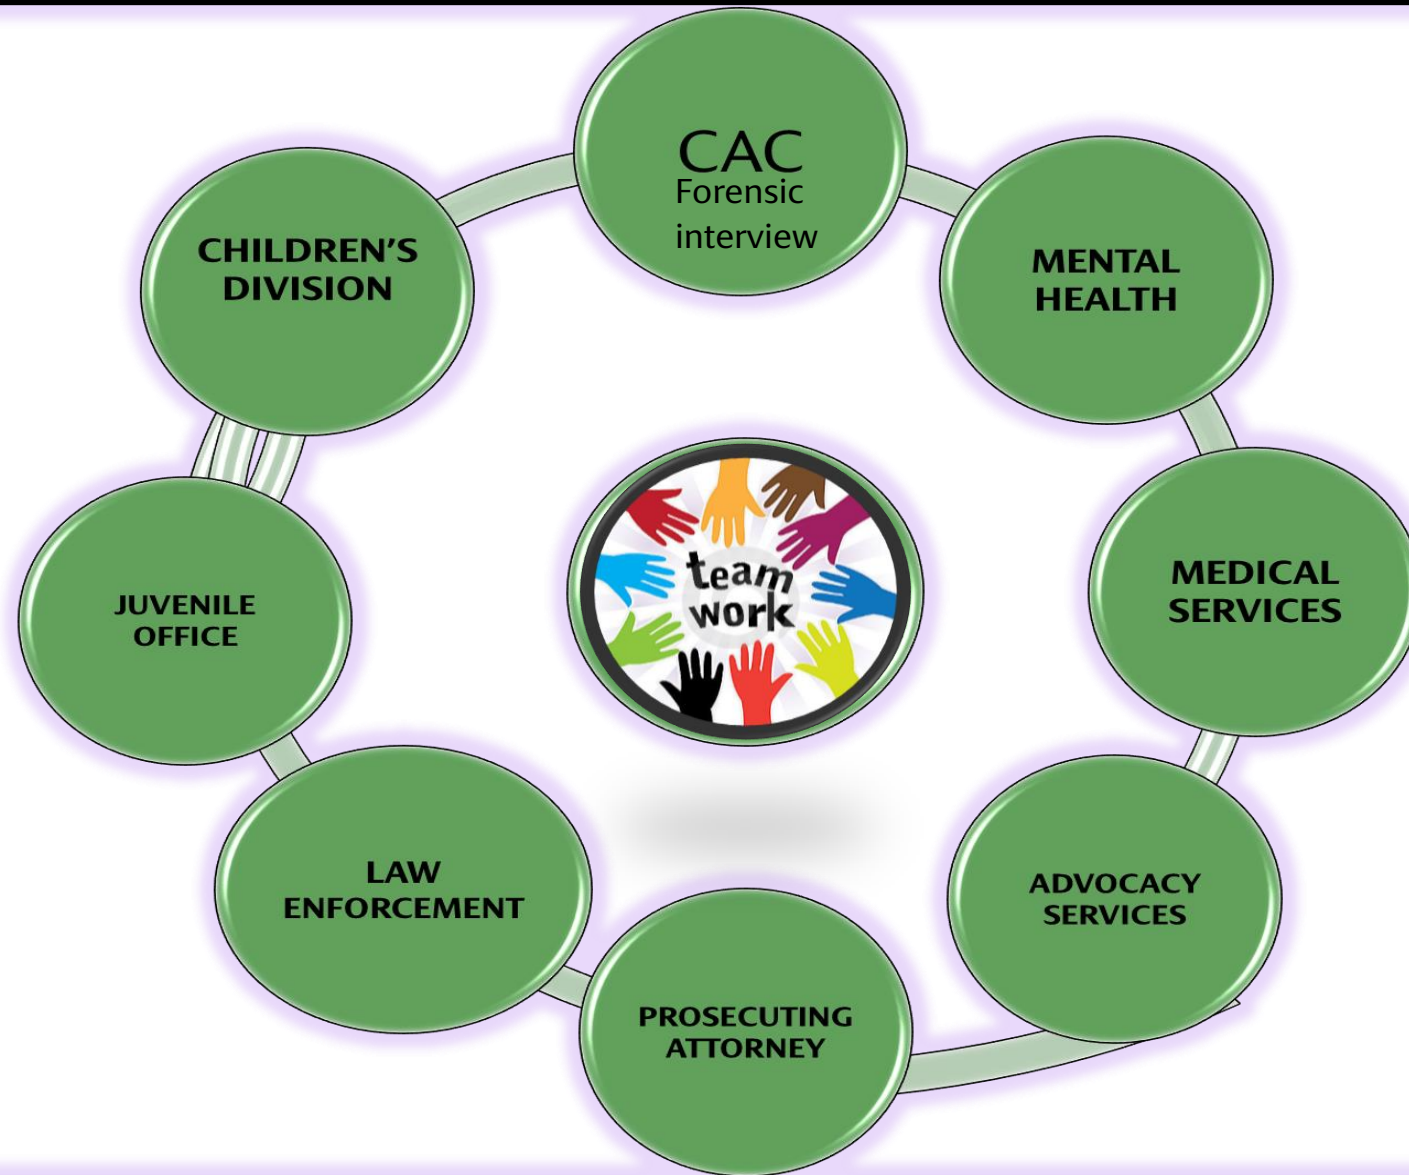 CAC
Forensic
interview
CHILDREN'S
DIVISION
MENTAL
HEALTH
team
work
JUVENILE
OFFICE
MEDICAL
SERVICES
LAW
ENFORCEMENT
ADVOCACY
SERVICES
PROSECUTING
ATTORNEY